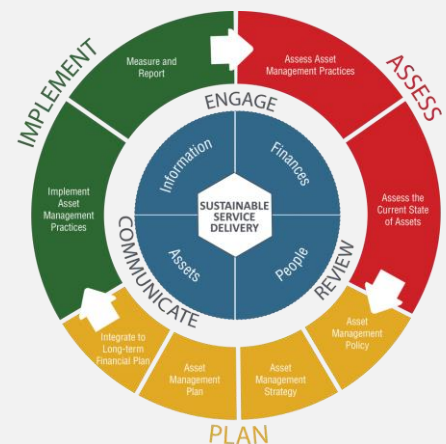 IMPLEMENT
ASSESS
PLAN
Measure and
Report
Assess Asset
Management Practices
Assess the
Current State
of Assets
Asset
Management
Policy
Asset
Management
Strategy
Asset
Management
Plan
Integrate to
Long-term
Financial Plan
Implement
Asset
Management
Practices
ENGAGE
REVIEW
COMMUNICATE
Information
Finances
People
Assets
SUSTAINABLE
SERVICE
DELIVERY